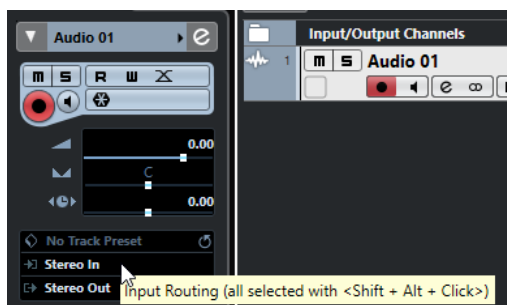 Audio 01
m S R W
0.00
C
0.00
No Track Preset
Stereo In
Stereo Out
Input Routing (all selected with <Shift + Alt + Click>)
Input/Output Channels
1 m S Audio 01
e